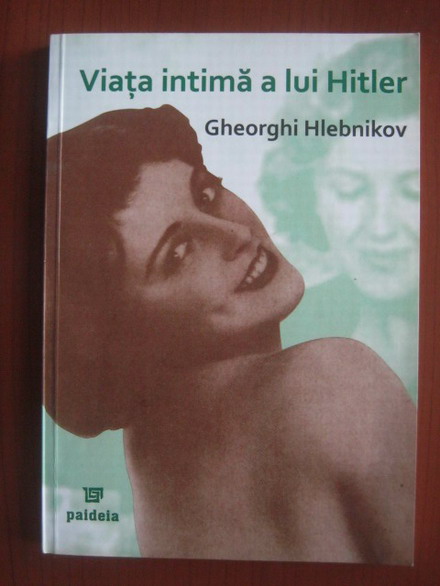 Viața intimă a lui Hitler
Gheorghi Hlebnikov
paideia